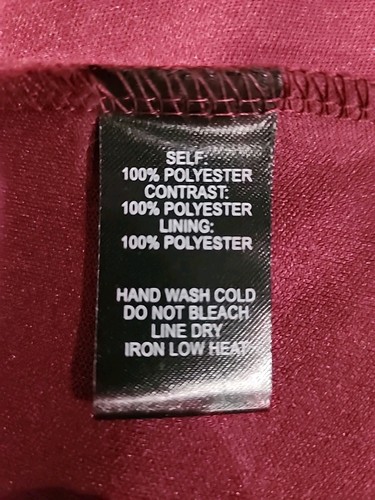 SELF:
100% POLYESTER
CONTRAST:
100% POLYESTER
LINING:
100% POLYESTER
HAND WASH COLD
DO NOT BLEACH
LINE DRY
IRON LOW HEAT